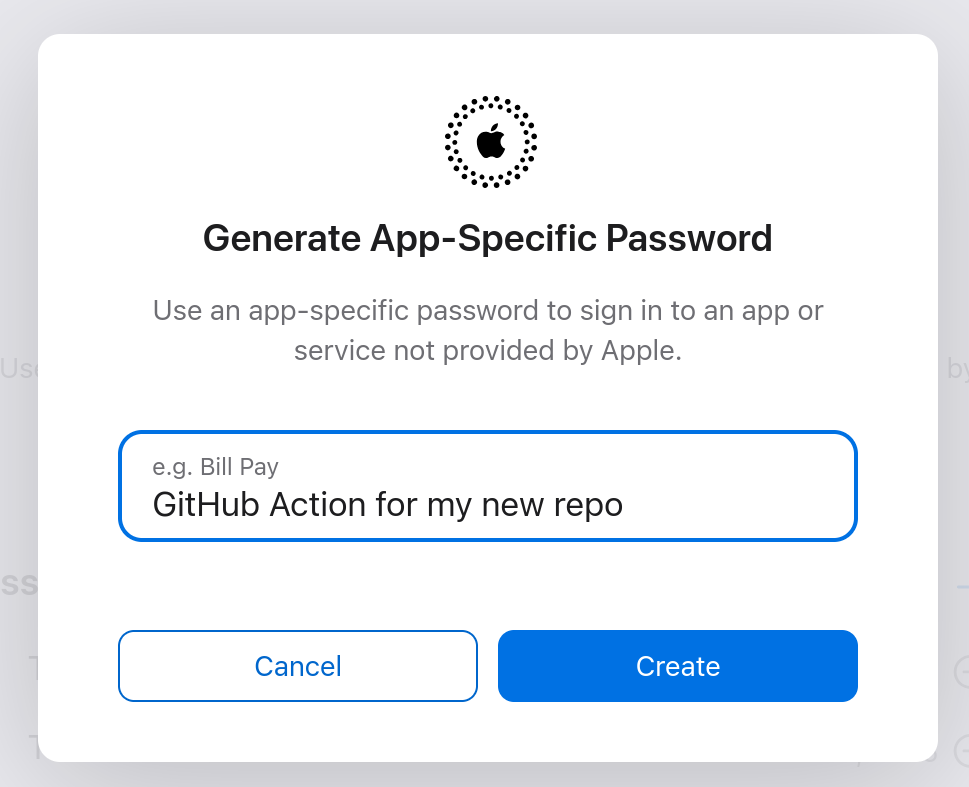 Generate App-Specific Password
Use an app-specific password to sign in to an app or
service not provided by Apple.
e.g. Bill Pay
GitHub Action for my new repo
Cancel
Create